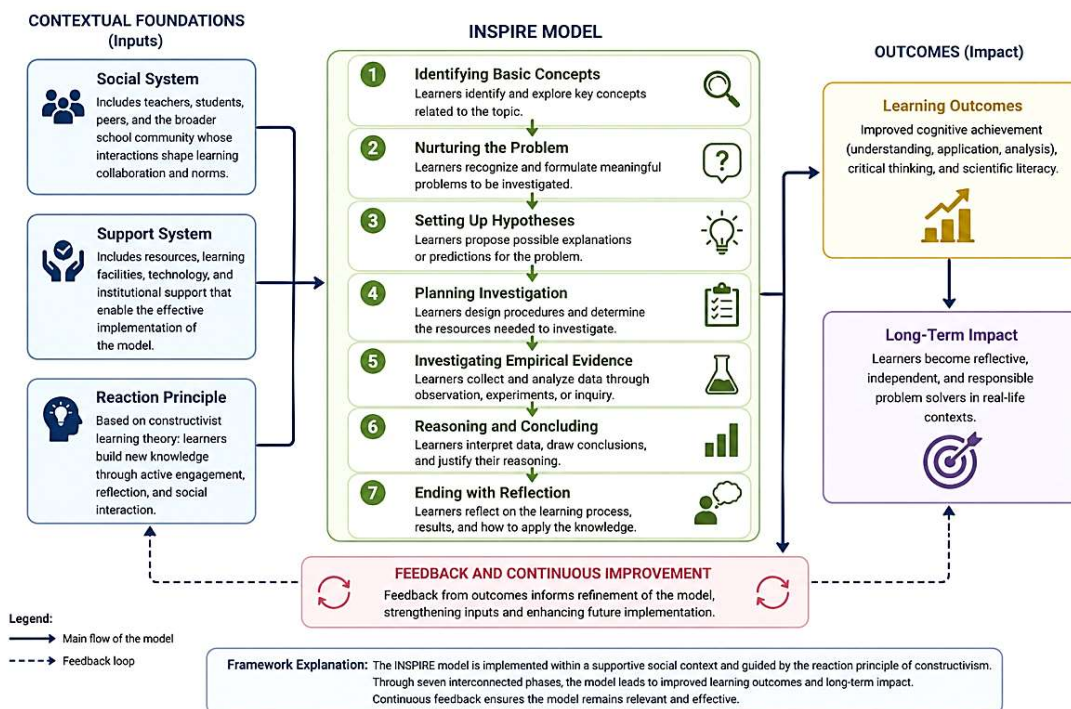 CONTEXTUAL FOUNDATIONS
(Inputs)
Social System
Includes teachers, students,
peers, and the broader
school community whose
interactions shape learning
collaboration and norms.
Support System
Includes resources, learning
facilities, technology, and
institutional support that
enable the effective
implementation of
the model.
Reaction Principle
Based on constructivist
learning theory: learners
build new knowledge
through active engagement,
reflection, and social
interaction.
INSPIRE MODEL
1
Identifying Basic Concepts
Learners identify and explore key concepts
related to the topic.
2
Nurturing the Problem
Learners recognize and formulate meaningful
problems to be investigated.
?
3
Setting Up Hypotheses
Learners propose possible explanations
or predictions for the problem.
4
Planning Investigation
Learners design procedures and determine
the resources needed to investigate.
5
Investigating Empirical Evidence
Learners collect and analyze data through
observation, experiments, or inquiry.
6
Reasoning and Concluding
Learners interpret data, draw conclusions,
and justify their reasoning.
7
Ending with Reflection
Learners reflect on the learning process,
results, and how to apply the knowledge.
OUTCOMES (Impact)
Learning Outcomes
Improved cognitive achievement
(understanding, application, analysis),
critical thinking, and scientific literacy.
Long-Term Impact
Learners become reflective,
independent, and responsible
problem solvers in real-life
contexts.
FEEDBACK AND CONTINUOUS IMPROVEMENT
Feedback from outcomes informs refinement of the model,
strengthening inputs and enhancing future implementation.
Legend:
Main flow of the model
Feedback loop
Framework Explanation: The INSPIRE model is implemented within a supportive social context and guided by the reaction principle of constructivism.
Through seven interconnected phases, the model leads to improved learning outcomes and long-term impact.
Continuous feedback ensures the model remains relevant and effective.